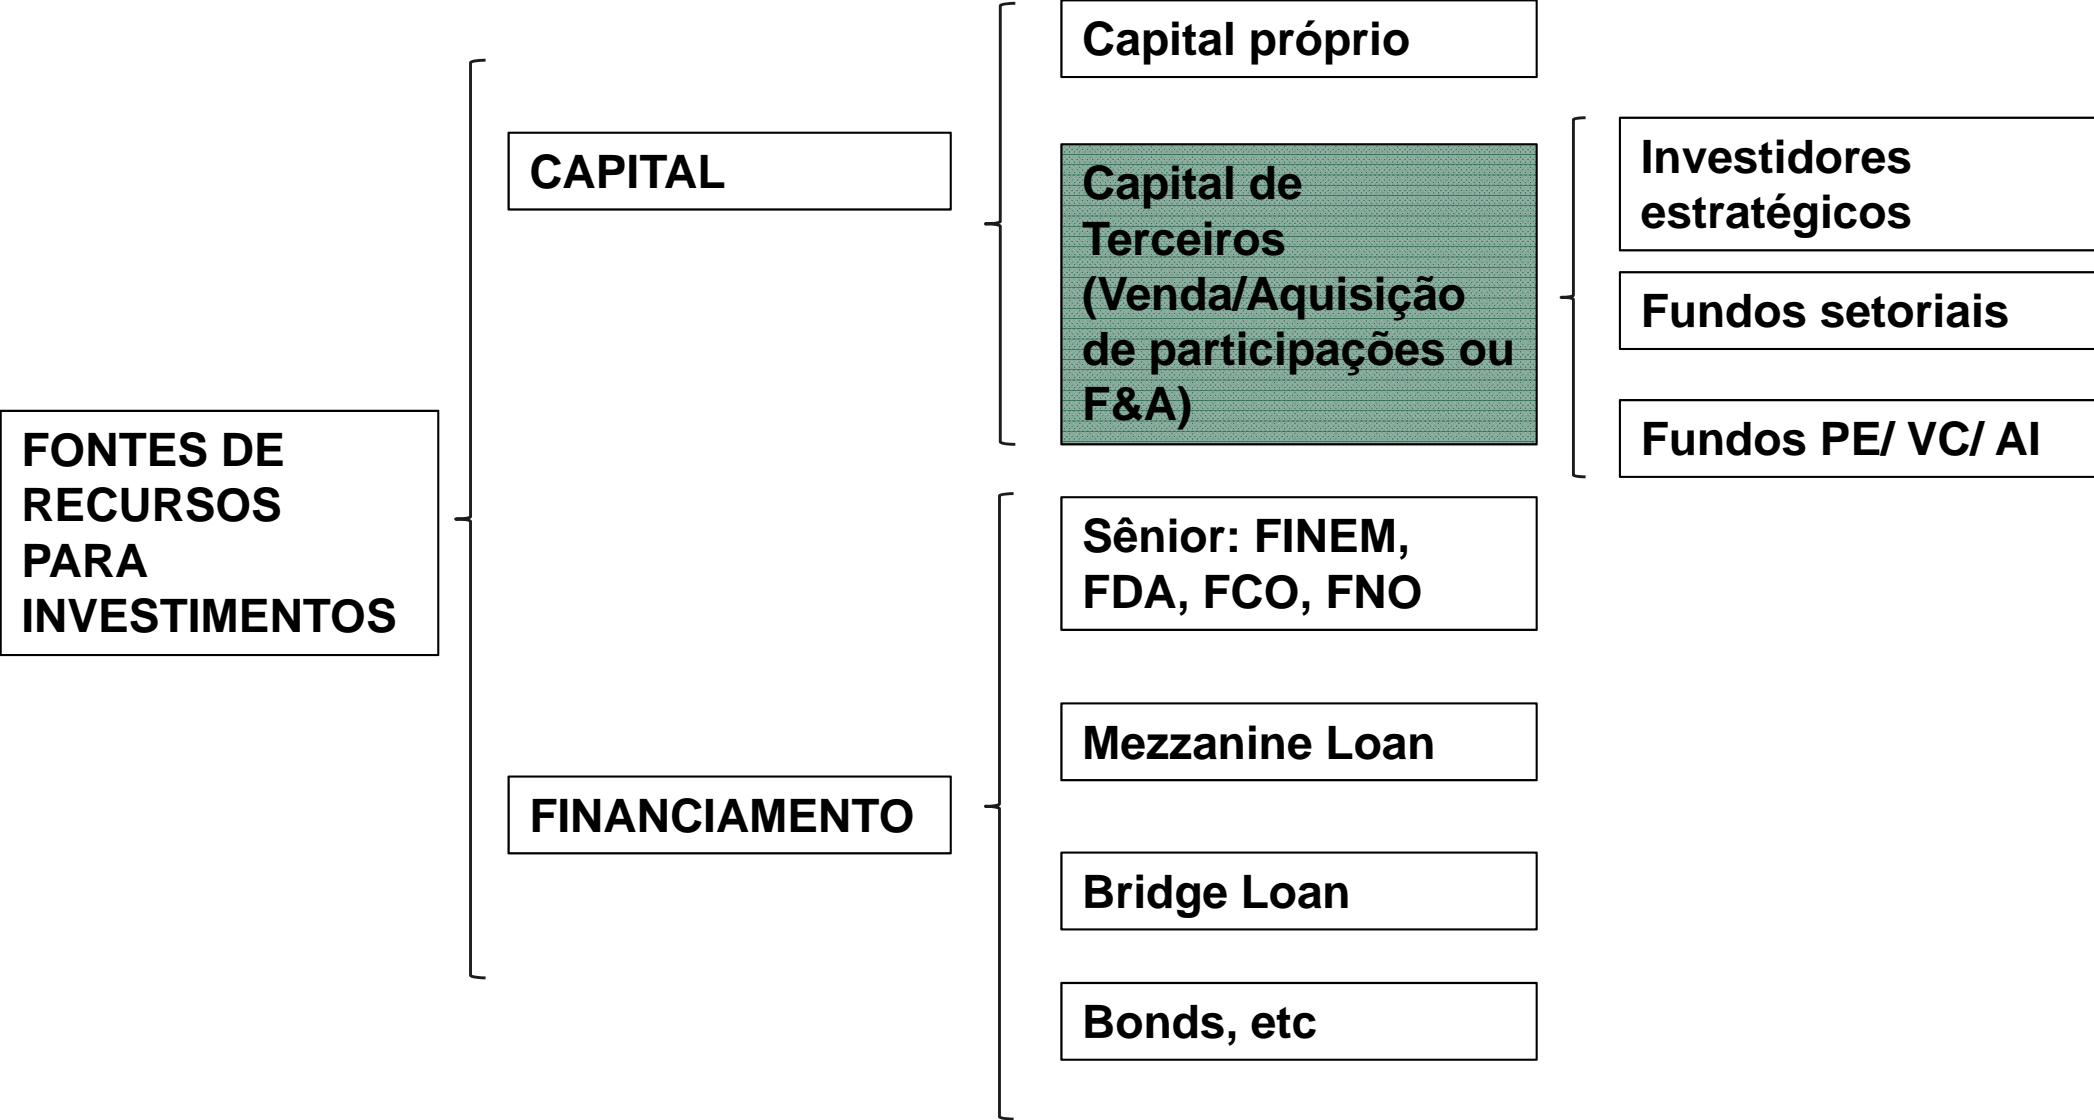 FONTES DE
RECURSOS
PARA
INVESTIMENTOS
CAPITAL
Capital próprio
Capital de
Terceiros
(Venda/Aquisição
de participações ou
F&A)
Investidores
estratégicos
Fundos setoriais
Fundos PE/ VC/ AI
FINANCIAMENTO
Sênior: FINEM,
FDA, FCO, FNO
Mezzanine Loan
Bridge Loan
Bonds, etc